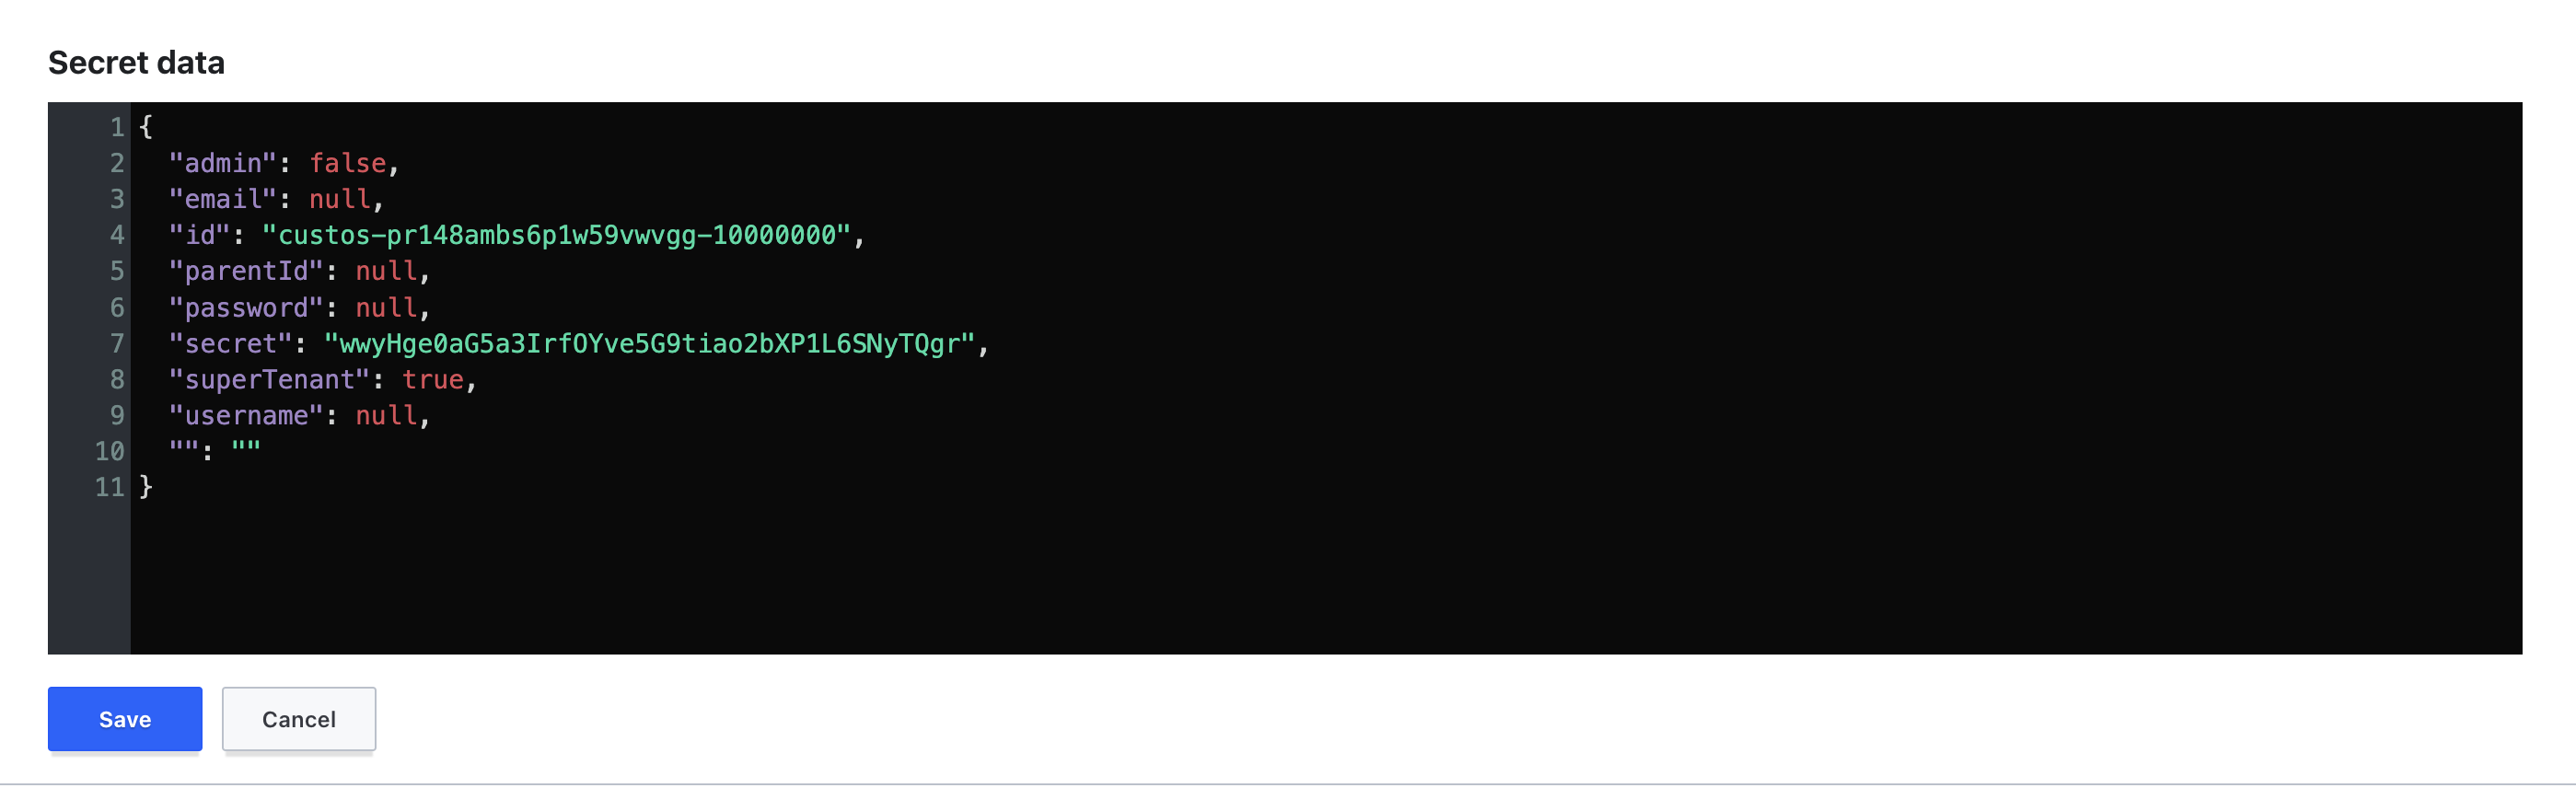 Secret data
1 {
2 "admin": false,
3 "email": null,
4 "id": "custos-pr148ambs6p1w59vwvgg-10000000",
5 "parentId": null,
6 "password": null,
7 "secret": "wwyHge0aG5a3IrfOYve5G9tiao2bXP1L6SNyTQgr",
8 "superTenant": true,
9 "username": null,
10 "": ""
11 }
Save Cancel